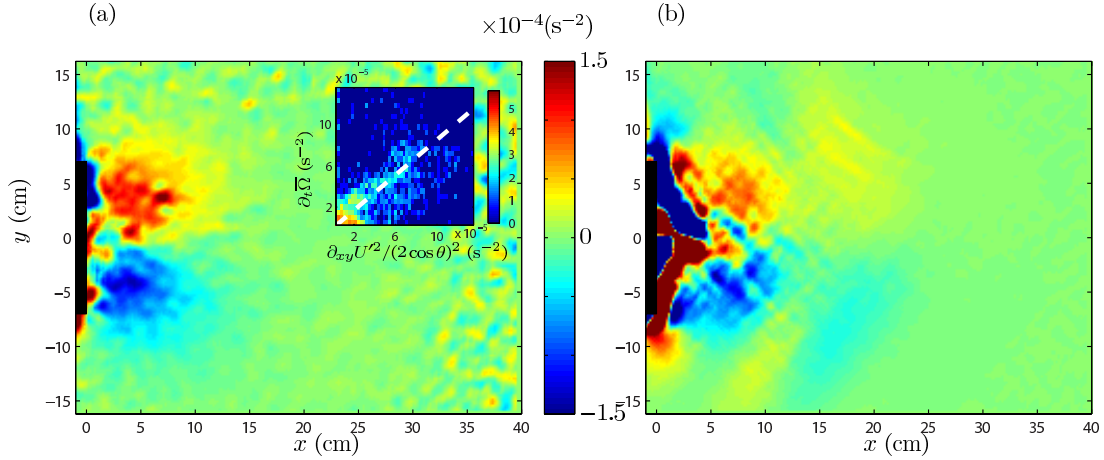 (a)
×10⁻⁴(s⁻²)
(b)
15
10
5
0
−5
−10
−15
y (cm)
0 5 10 15 20 25 30 35 40
x (cm)
x 10⁻⁵
10
6
2
∂ₜΩ̅ (s⁻²)
2 6 10 x 10⁻⁵
∂ₓᵧU′²/(2 cos θ)² (s⁻²)
5
4
3
2
1
0
1.5
0
−1.5
15
10
5
0
−5
−10
−15
0 5 10 15 20 25 30 35 40
x (cm)